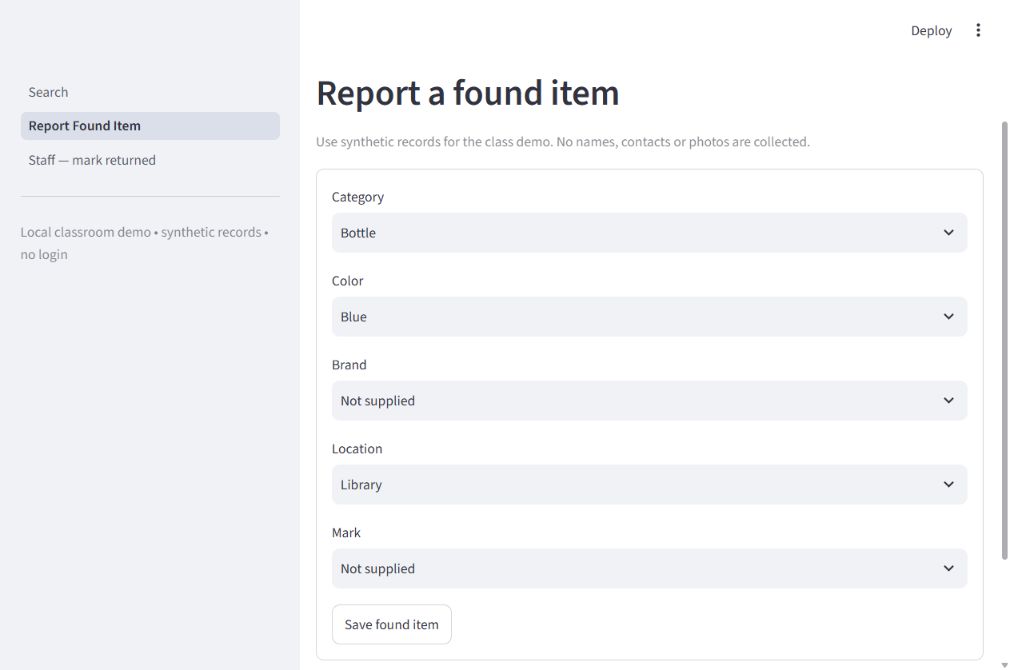 Deploy
Search
Report Found Item
Staff — mark returned
Local classroom demo • synthetic records •
no login
Report a found item
Use synthetic records for the class demo. No names, contacts or photos are collected.
Category
Bottle
Color
Blue
Brand
Not supplied
Location
Library
Mark
Not supplied
Save found item